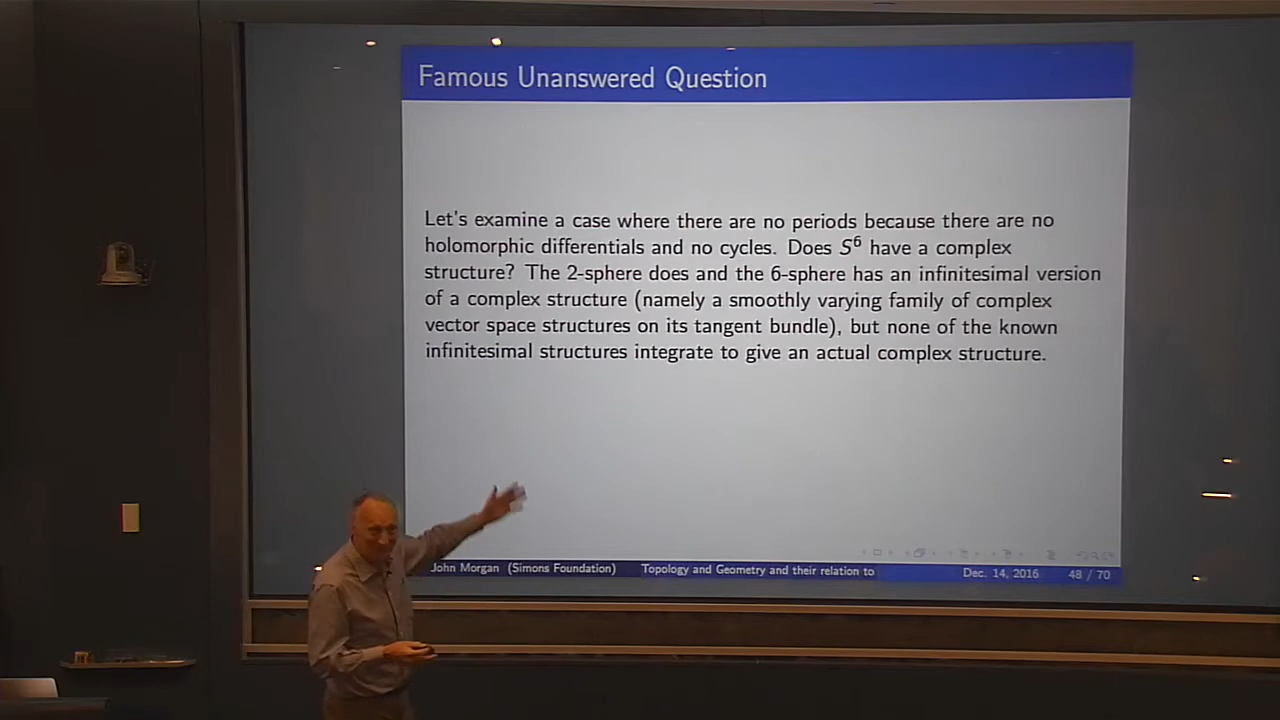 Famous Unanswered Question
Let's examine a case where there are no periods because there are no
holomorphic differentials and no cycles. Does S⁶ have a complex
structure? The 2-sphere does and the 6-sphere has an infinitesimal version
of a complex structure (namely a smoothly varying family of complex
vector space structures on its tangent bundle), but none of the known
infinitesimal structures integrate to give an actual complex structure.
John Morgan (Simons Foundation) Topology and Geometry and their relation to Dec. 14, 2016 48 / 70